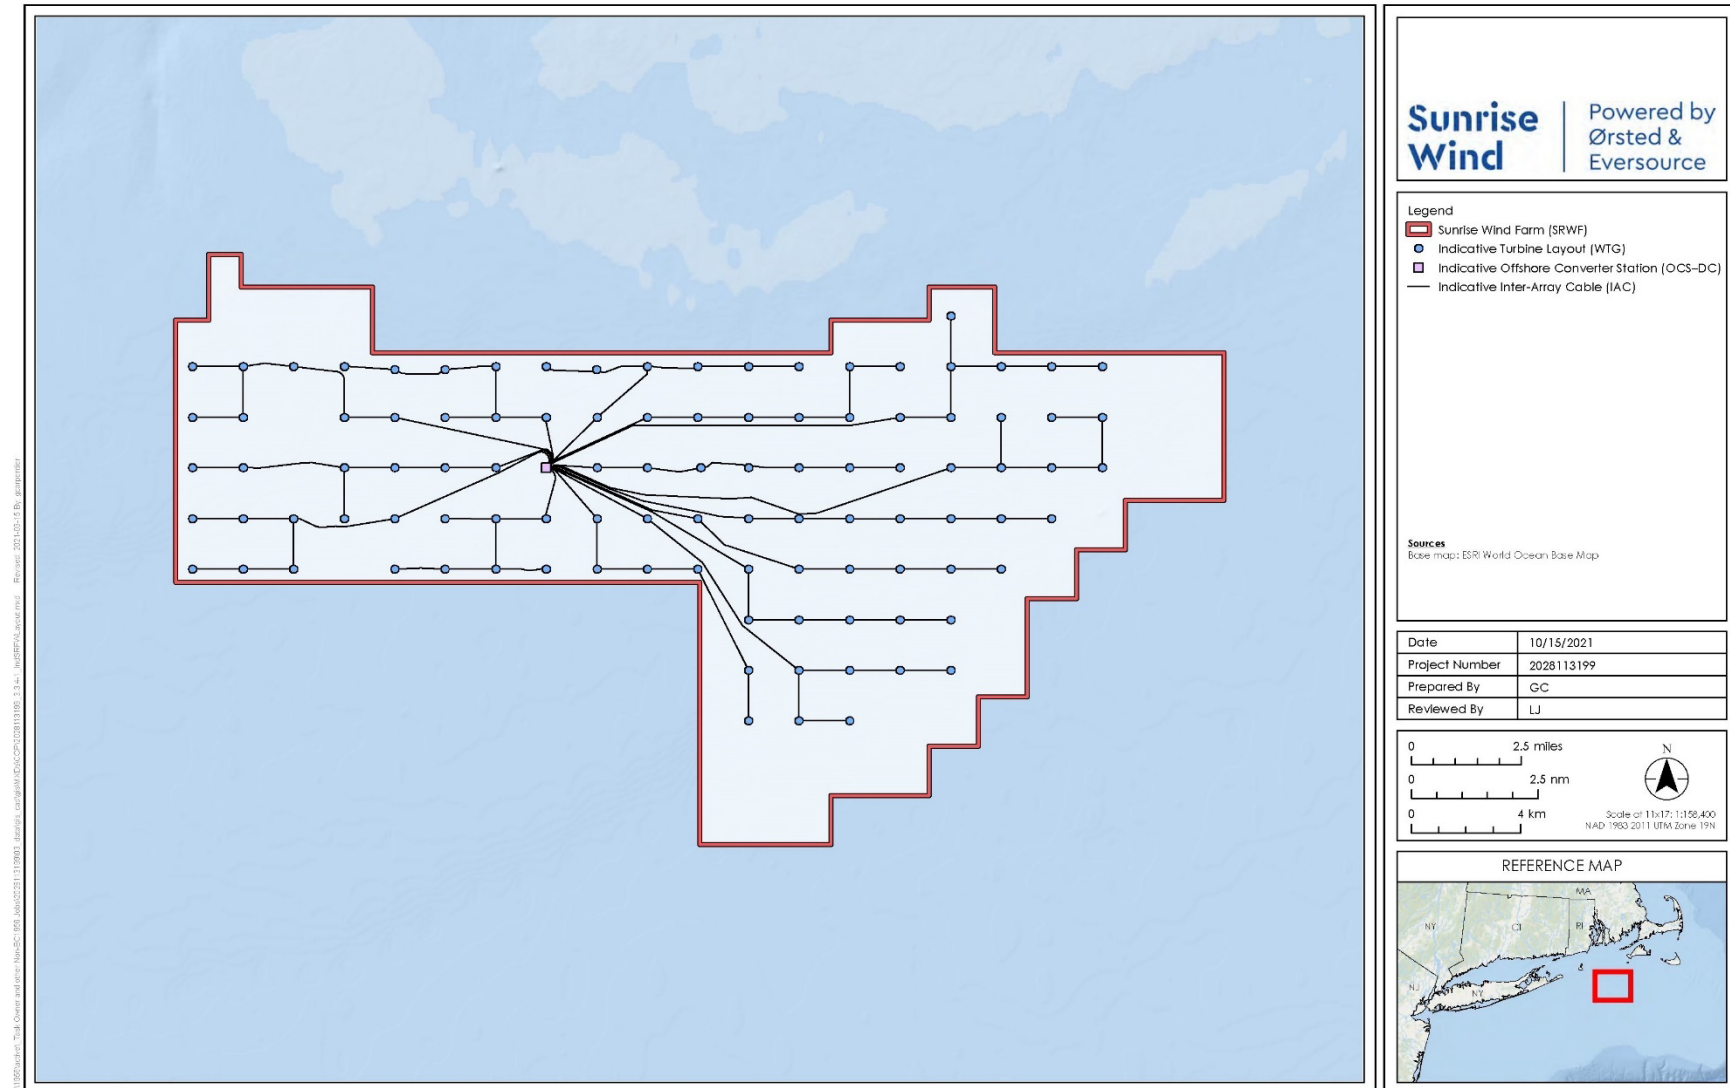 Sunrise
Wind
Powered by
Ørsted &
Eversource
Legend
Sunrise Wind Farm (SRWF)
Indicative Turbine Layout (WTG)
Indicative Offshore Converter Station (OCS–DC)
Indicative Inter-Array Cable (IAC)
Sources
Base map: ESRI World Ocean Base Map
Date 10/15/2021
Project Number 2028113199
Prepared By GC
Reviewed By LJ
0 2.5 miles
0 2.5 nm
0 4 km
N
Scale at 11x17: 1:158,400
NAD 1983 2011 UTM Zone 19N
REFERENCE MAP
MA
NY
CT
RI
NJ
NY